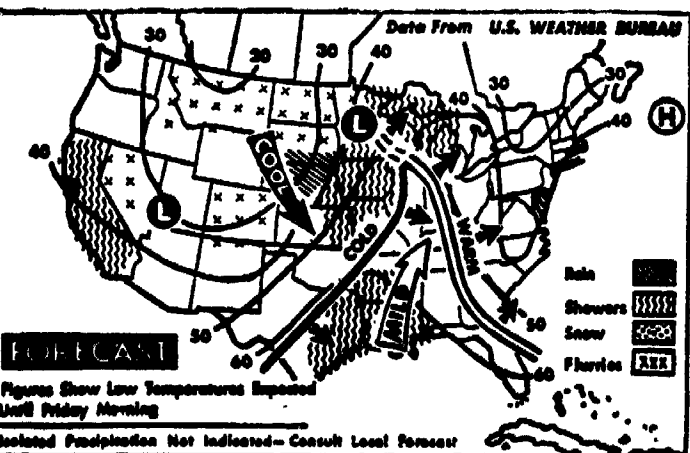 Data From U.S. WEATHER BUREAU
30
20
30
40
30
30
40
40
L
H
COOL
40
L
COLD
WARM
MILD
Rain
Showers
Snow
Flurries
50
50
60
60
FORECAST
Figures Show Low Temperatures Expected
Until Friday Morning
Isolated Precipitation Not Indicated — Consult Local Forecast